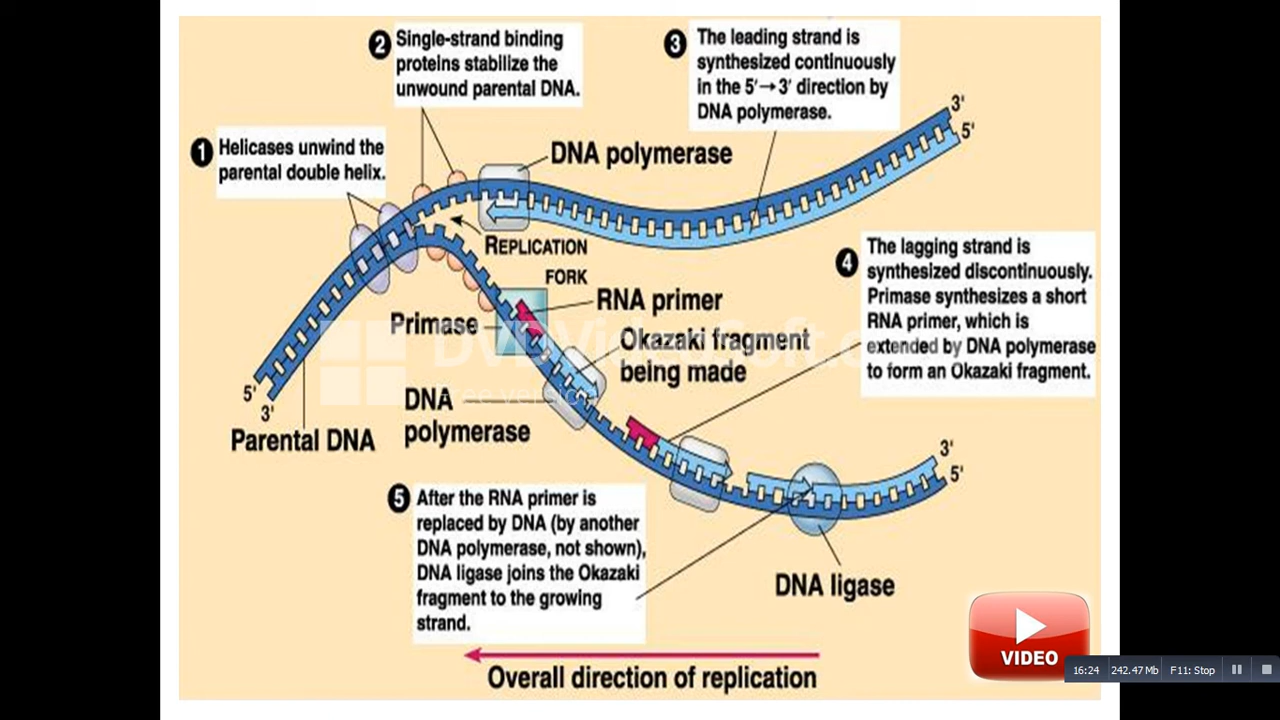 2 Single-strand binding
proteins stabilize the
unwound parental DNA.
3 The leading strand is
synthesized continuously
in the 5'→3' direction by
DNA polymerase.
1 Helicases unwind the
parental double helix.
DNA polymerase
3'
5'
REPLICATION
FORK
4 The lagging strand is
synthesized discontinuously.
Primase synthesizes a short
RNA primer, which is
extended by DNA polymerase
to form an Okazaki fragment.
RNA primer
Primase
Okazaki fragment
being made
DVDVideoSoft.c
Free version
DNA
polymerase
5'
3'
Parental DNA
3'
5'
5 After the RNA primer is
replaced by DNA (by another
DNA polymerase, not shown),
DNA ligase joins the Okazaki
fragment to the growing
strand.
DNA ligase
Overall direction of replication
VIDEO
16:24 242.47 Mb F11: Stop